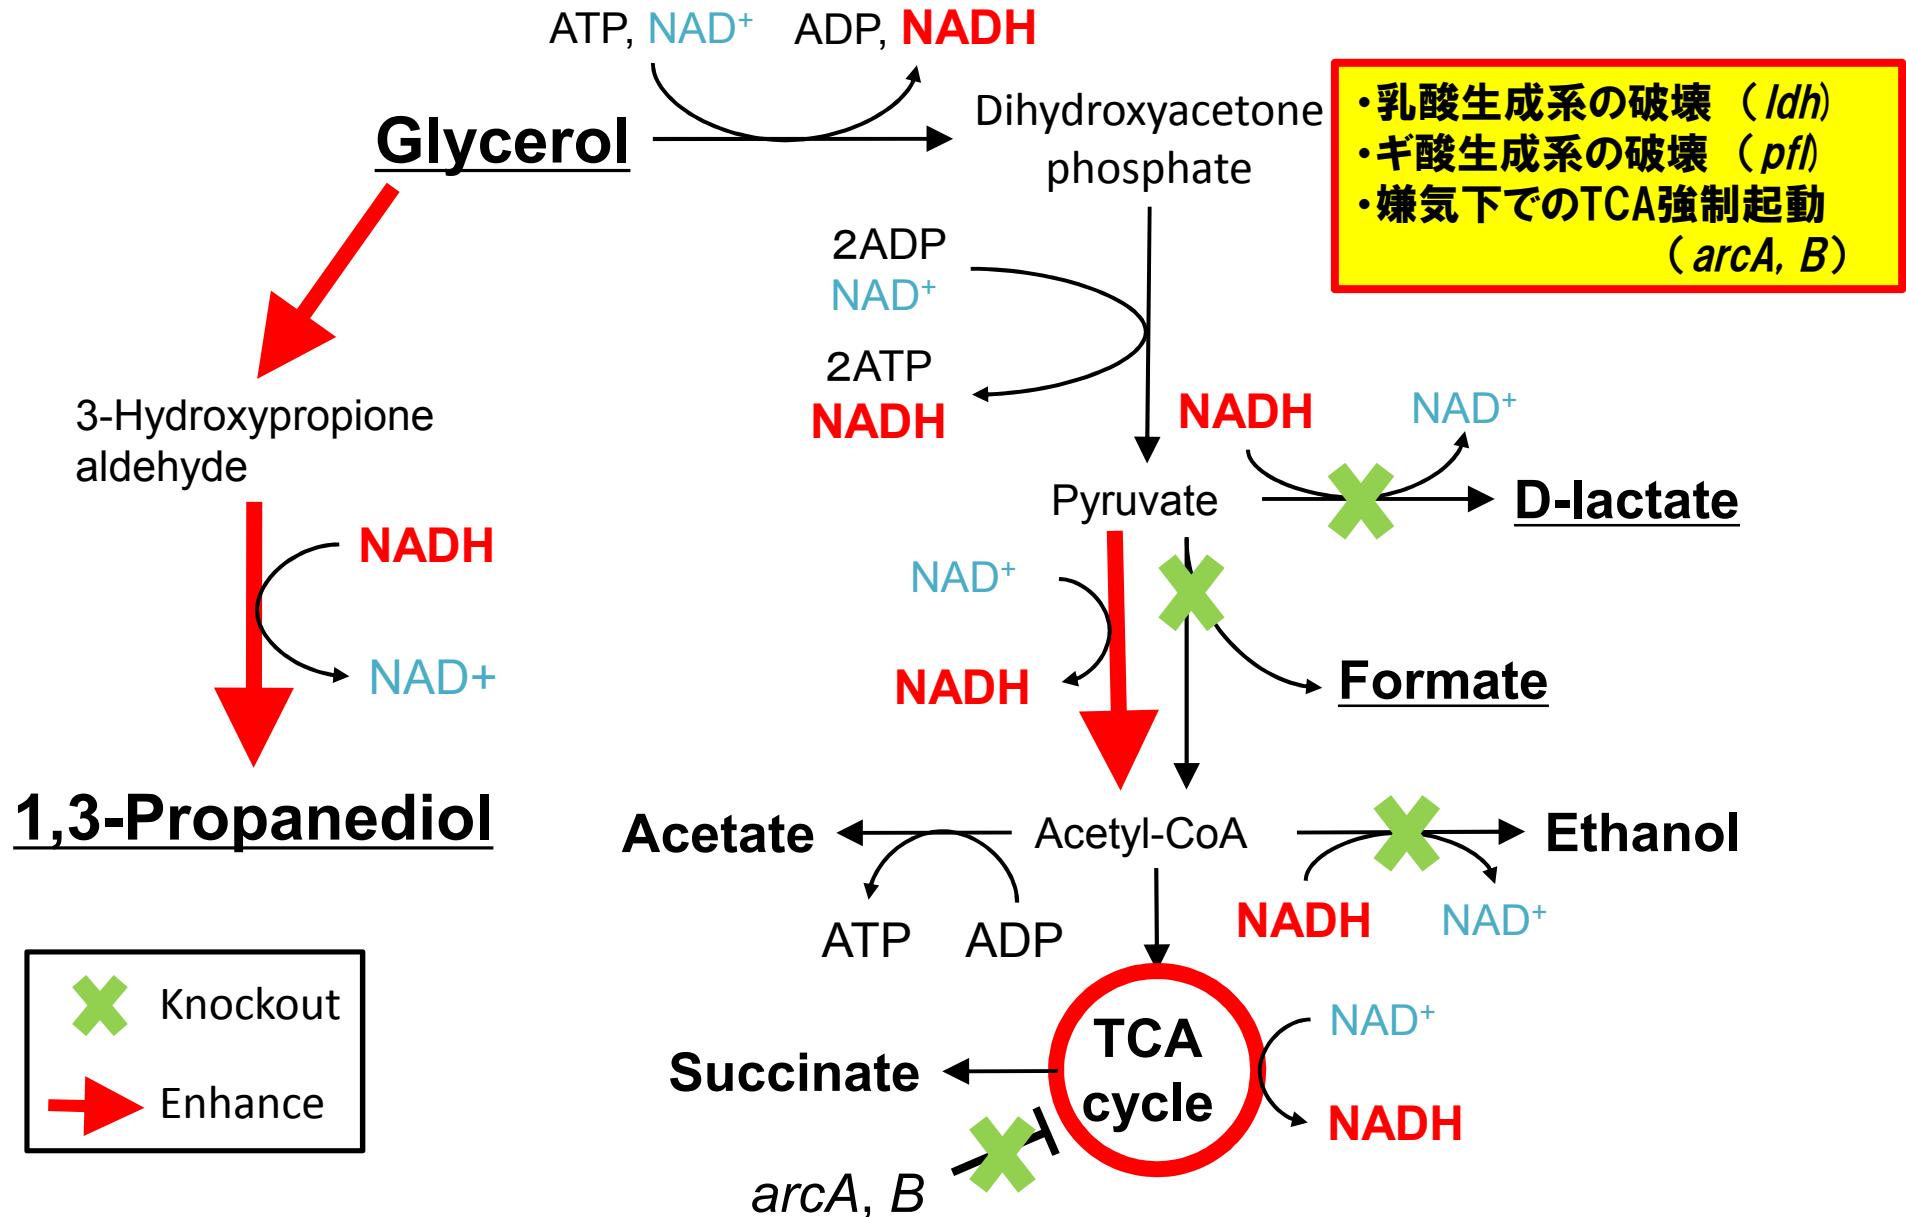 ATP, NAD⁺ ADP, NADH
Glycerol
Dihydroxyacetone
phosphate
・乳酸生成系の破壊 (ldh)
・ギ酸生成系の破壊 (pfl)
・嫌気下でのTCA強制起動
(arcA, B)
2ADP
NAD⁺
2ATP
NADH
3-Hydroxypropione
aldehyde
NADH
NAD+
1,3-Propanediol
NADH NAD⁺
Pyruvate
D-lactate
NAD⁺
NADH
Formate
Acetate
Acetyl-CoA
Ethanol
ATP ADP
NADH NAD⁺
TCA
cycle
NAD⁺
NADH
Succinate
arcA, B
Knockout
Enhance